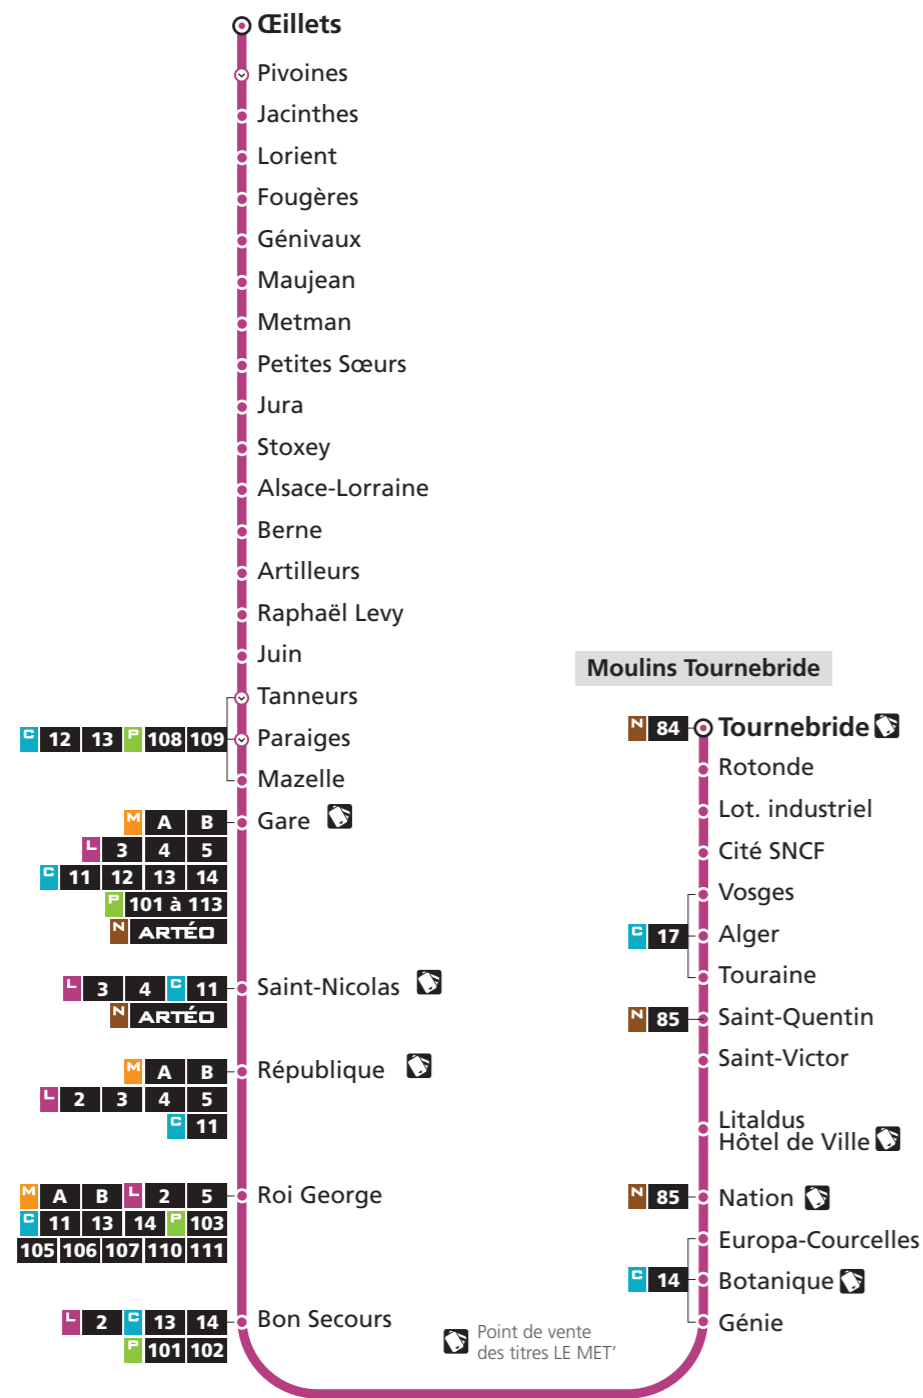 Œillets
Pivoines
Jacinthes
Lorient
Fougères
Génivaux
Maujean
Metman
Petites Sœurs
Jura
Stoxey
Alsace-Lorraine
Berne
Artilleurs
Raphaël Levy
Juin
Tanneurs
C 12 13 P 108 109 Paraiges
Mazelle
M A B Gare
L 3 4 5
C 11 12 13 14
P 101 à 113
N ARTÉO
L 3 4 C 11 Saint-Nicolas
N ARTÉO
M A B République
L 2 3 4 5
C 11
M A B L 2 5 Roi George
C 11 13 14 P 103
105 106 107 110 111
L 2 C 13 14 Bon Secours
P 101 102
Point de vente
des titres LE MET'
Moulins Tournebride
N 84 Tournebride
Rotonde
Lot. industriel
Cité SNCF
Vosges
C 17 Alger
Touraine
N 85 Saint-Quentin
Saint-Victor
Litaldus
Hôtel de Ville
N 85 Nation
Europa-Courcelles
C 14 Botanique
Génie